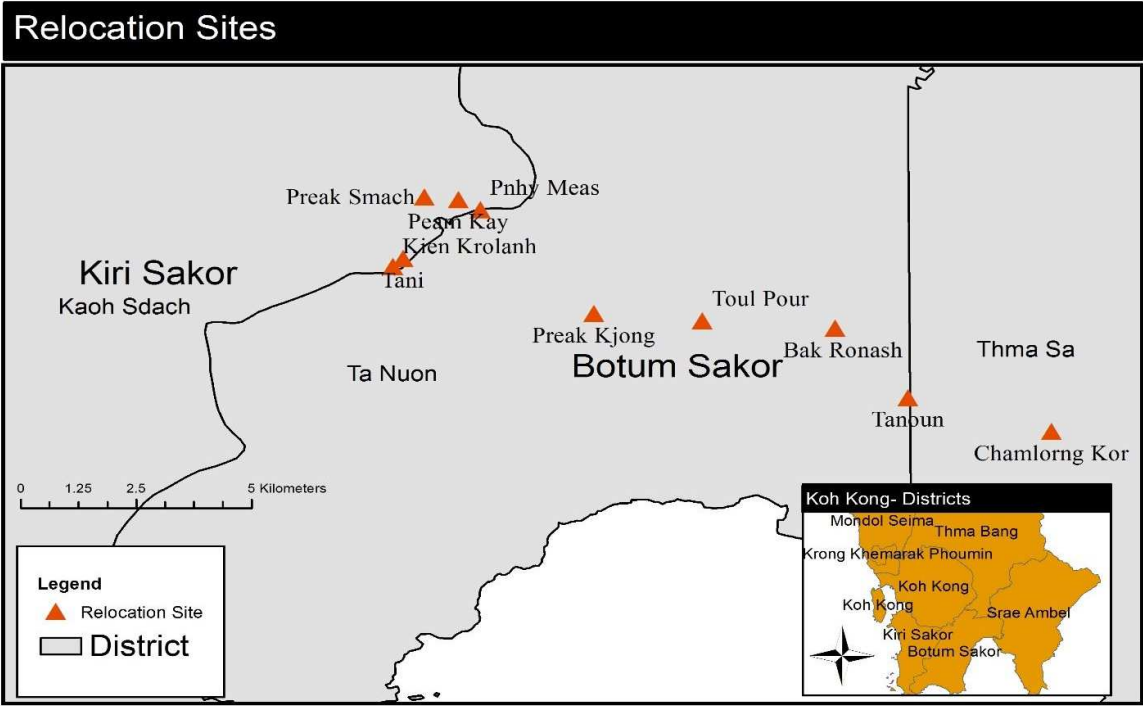 Relocation Sites
Preak Smach
Pnhy Meas
Peam Kay
Kien Krolanh
Tani
Kiri Sakor
Kaoh Sdach
Toul Pour
Preak Kjong
Bak Ronash
Thma Sa
Botum Sakor
Ta Nuon
Tanoun
Chamlorng Kor
0 1.25 2.5 5 Kilometers
Legend
Relocation Site
District
Koh Kong- Districts
Mondol Seima
Thma Bang
Krong Khemarak Phoumin
Koh Kong
Koh Kong
Srae Ambel
Kiri Sakor
Botum Sakor